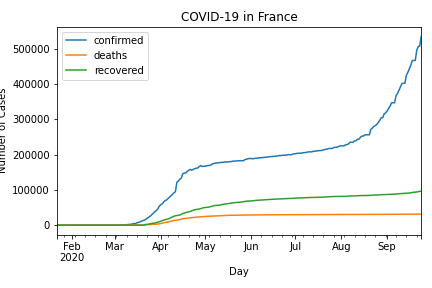 COVID-19 in France
confirmed
deaths
recovered
500000
400000
300000
200000
100000
0
Number of Cases
Feb
2020
Mar
Apr
May
Jun
Jul
Aug
Sep
Day